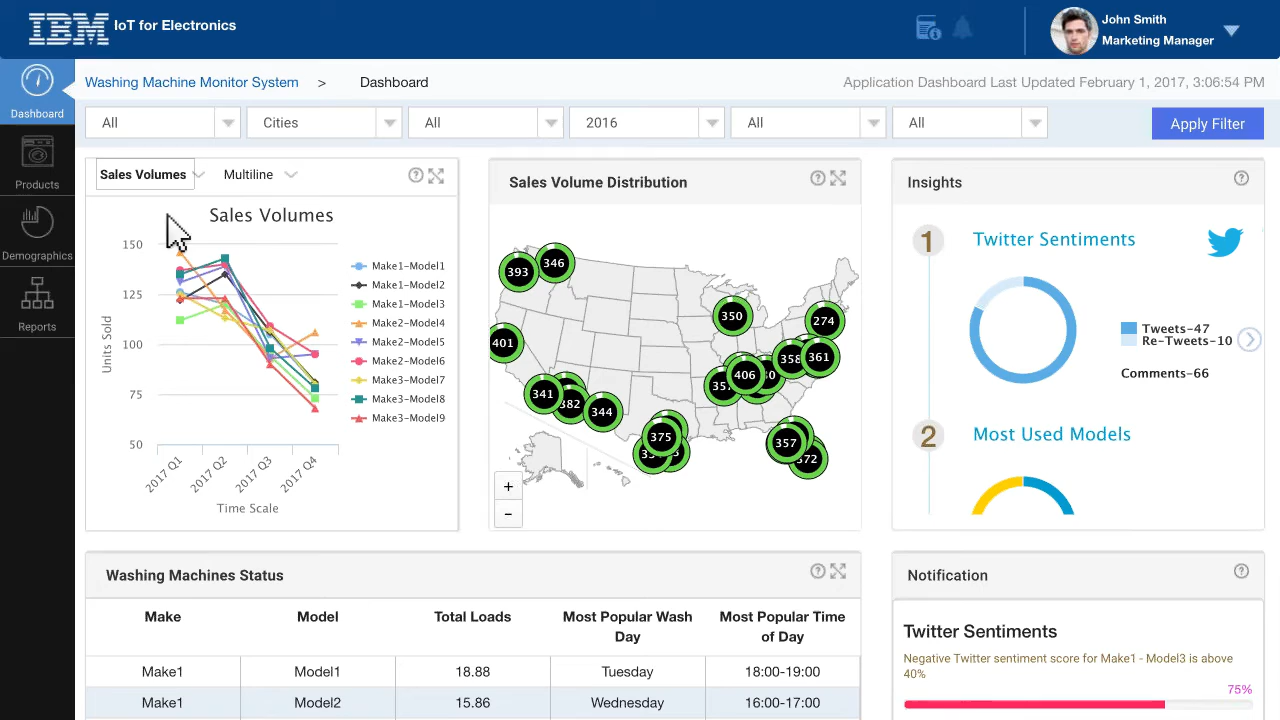 IBM IoT for Electronics
John Smith
Marketing Manager
Dashboard
Products
Demographics
Reports
Washing Machine Monitor System > Dashboard
Application Dashboard Last Updated February 1, 2017, 3:06:54 PM
All
Cities
All
2016
All
All
Apply Filter
Sales Volumes
Multiline
Sales Volumes
150
125
100
75
50
Units Sold
2017 Q1
2017 Q2
2017 Q3
2017 Q4
Time Scale
Make1-Model1
Make1-Model2
Make1-Model3
Make2-Model4
Make2-Model5
Make2-Model6
Make3-Model7
Make3-Model8
Make3-Model9
Sales Volume Distribution
393
346
401
350
274
358
361
406
341
382
344
375
357
+
-
Insights
1
Twitter Sentiments
Tweets-47
Re-Tweets-10
Comments-66
2
Most Used Models
Washing Machines Status
Make Model Total Loads Most Popular Wash Day Most Popular Time of Day
Make1 Model1 18.88 Tuesday 18:00-19:00
Make1 Model2 15.86 Wednesday 16:00-17:00
Notification
Twitter Sentiments
Negative Twitter sentiment score for Make1 - Model3 is above
40%
75%